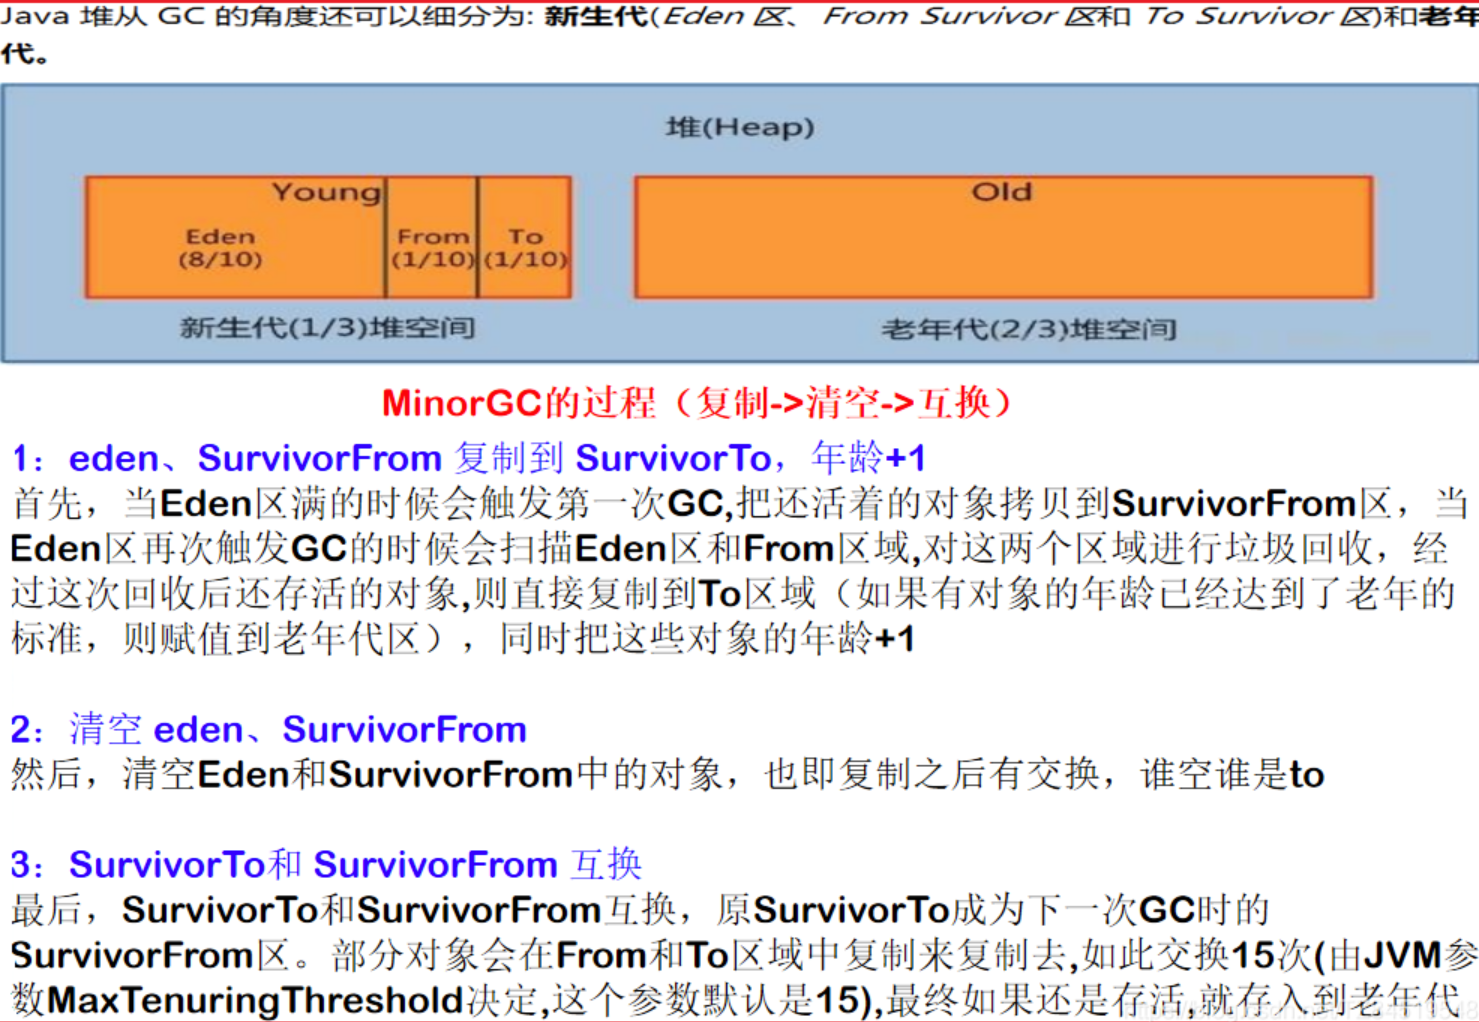 Java 堆从 GC 的角度还可以细分为: 新生代(Eden 区、From Survivor 区和 To Survivor 区)和老年
代。
堆(Heap)
Young
Old
Eden
From
To
(8/10)
(1/10)
(1/10)
新生代(1/3)堆空间
老年代(2/3)堆空间
MinorGC的过程（复制->清空->互换）
1：eden、SurvivorFrom 复制到 SurvivorTo，年龄+1
首先，当Eden区满的时候会触发第一次GC,把还活着的对象拷贝到SurvivorFrom区，当
Eden区再次触发GC的时候会扫描Eden区和From区域,对这两个区域进行垃圾回收，经
过这次回收后还存活的对象,则直接复制到To区域（如果有对象的年龄已经达到了老年的
标准，则赋值到老年代区），同时把这些对象的年龄+1
2：清空 eden、SurvivorFrom
然后，清空Eden和SurvivorFrom中的对象，也即复制之后有交换，谁空谁是to
3：SurvivorTo和 SurvivorFrom 互换
最后，SurvivorTo和SurvivorFrom互换，原SurvivorTo成为下一次GC时的
SurvivorFrom区。部分对象会在From和To区域中复制来复制去,如此交换15次(由JVM参
数MaxTenuringThreshold决定,这个参数默认是15),最终如果还是存活,就存入到老年代